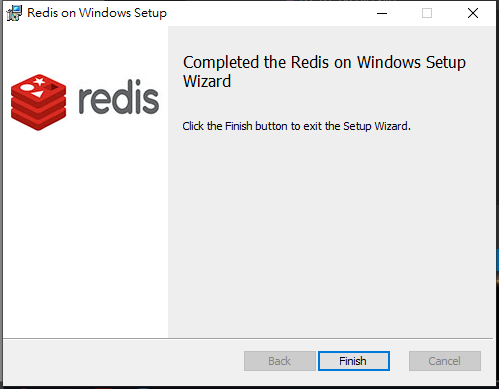 Redis on Windows Setup
redis
Completed the Redis on Windows Setup
Wizard
Click the Finish button to exit the Setup Wizard.
Back
Finish
Cancel